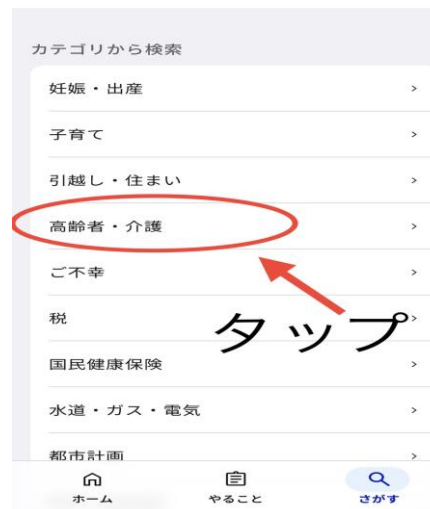 カテゴリから検索
妊娠・出産
子育て
引越し・住まい
高齢者・介護
ご不幸
税
タップ
国民健康保険
水道・ガス・電気
都市計画
ホーム
やること
さがす